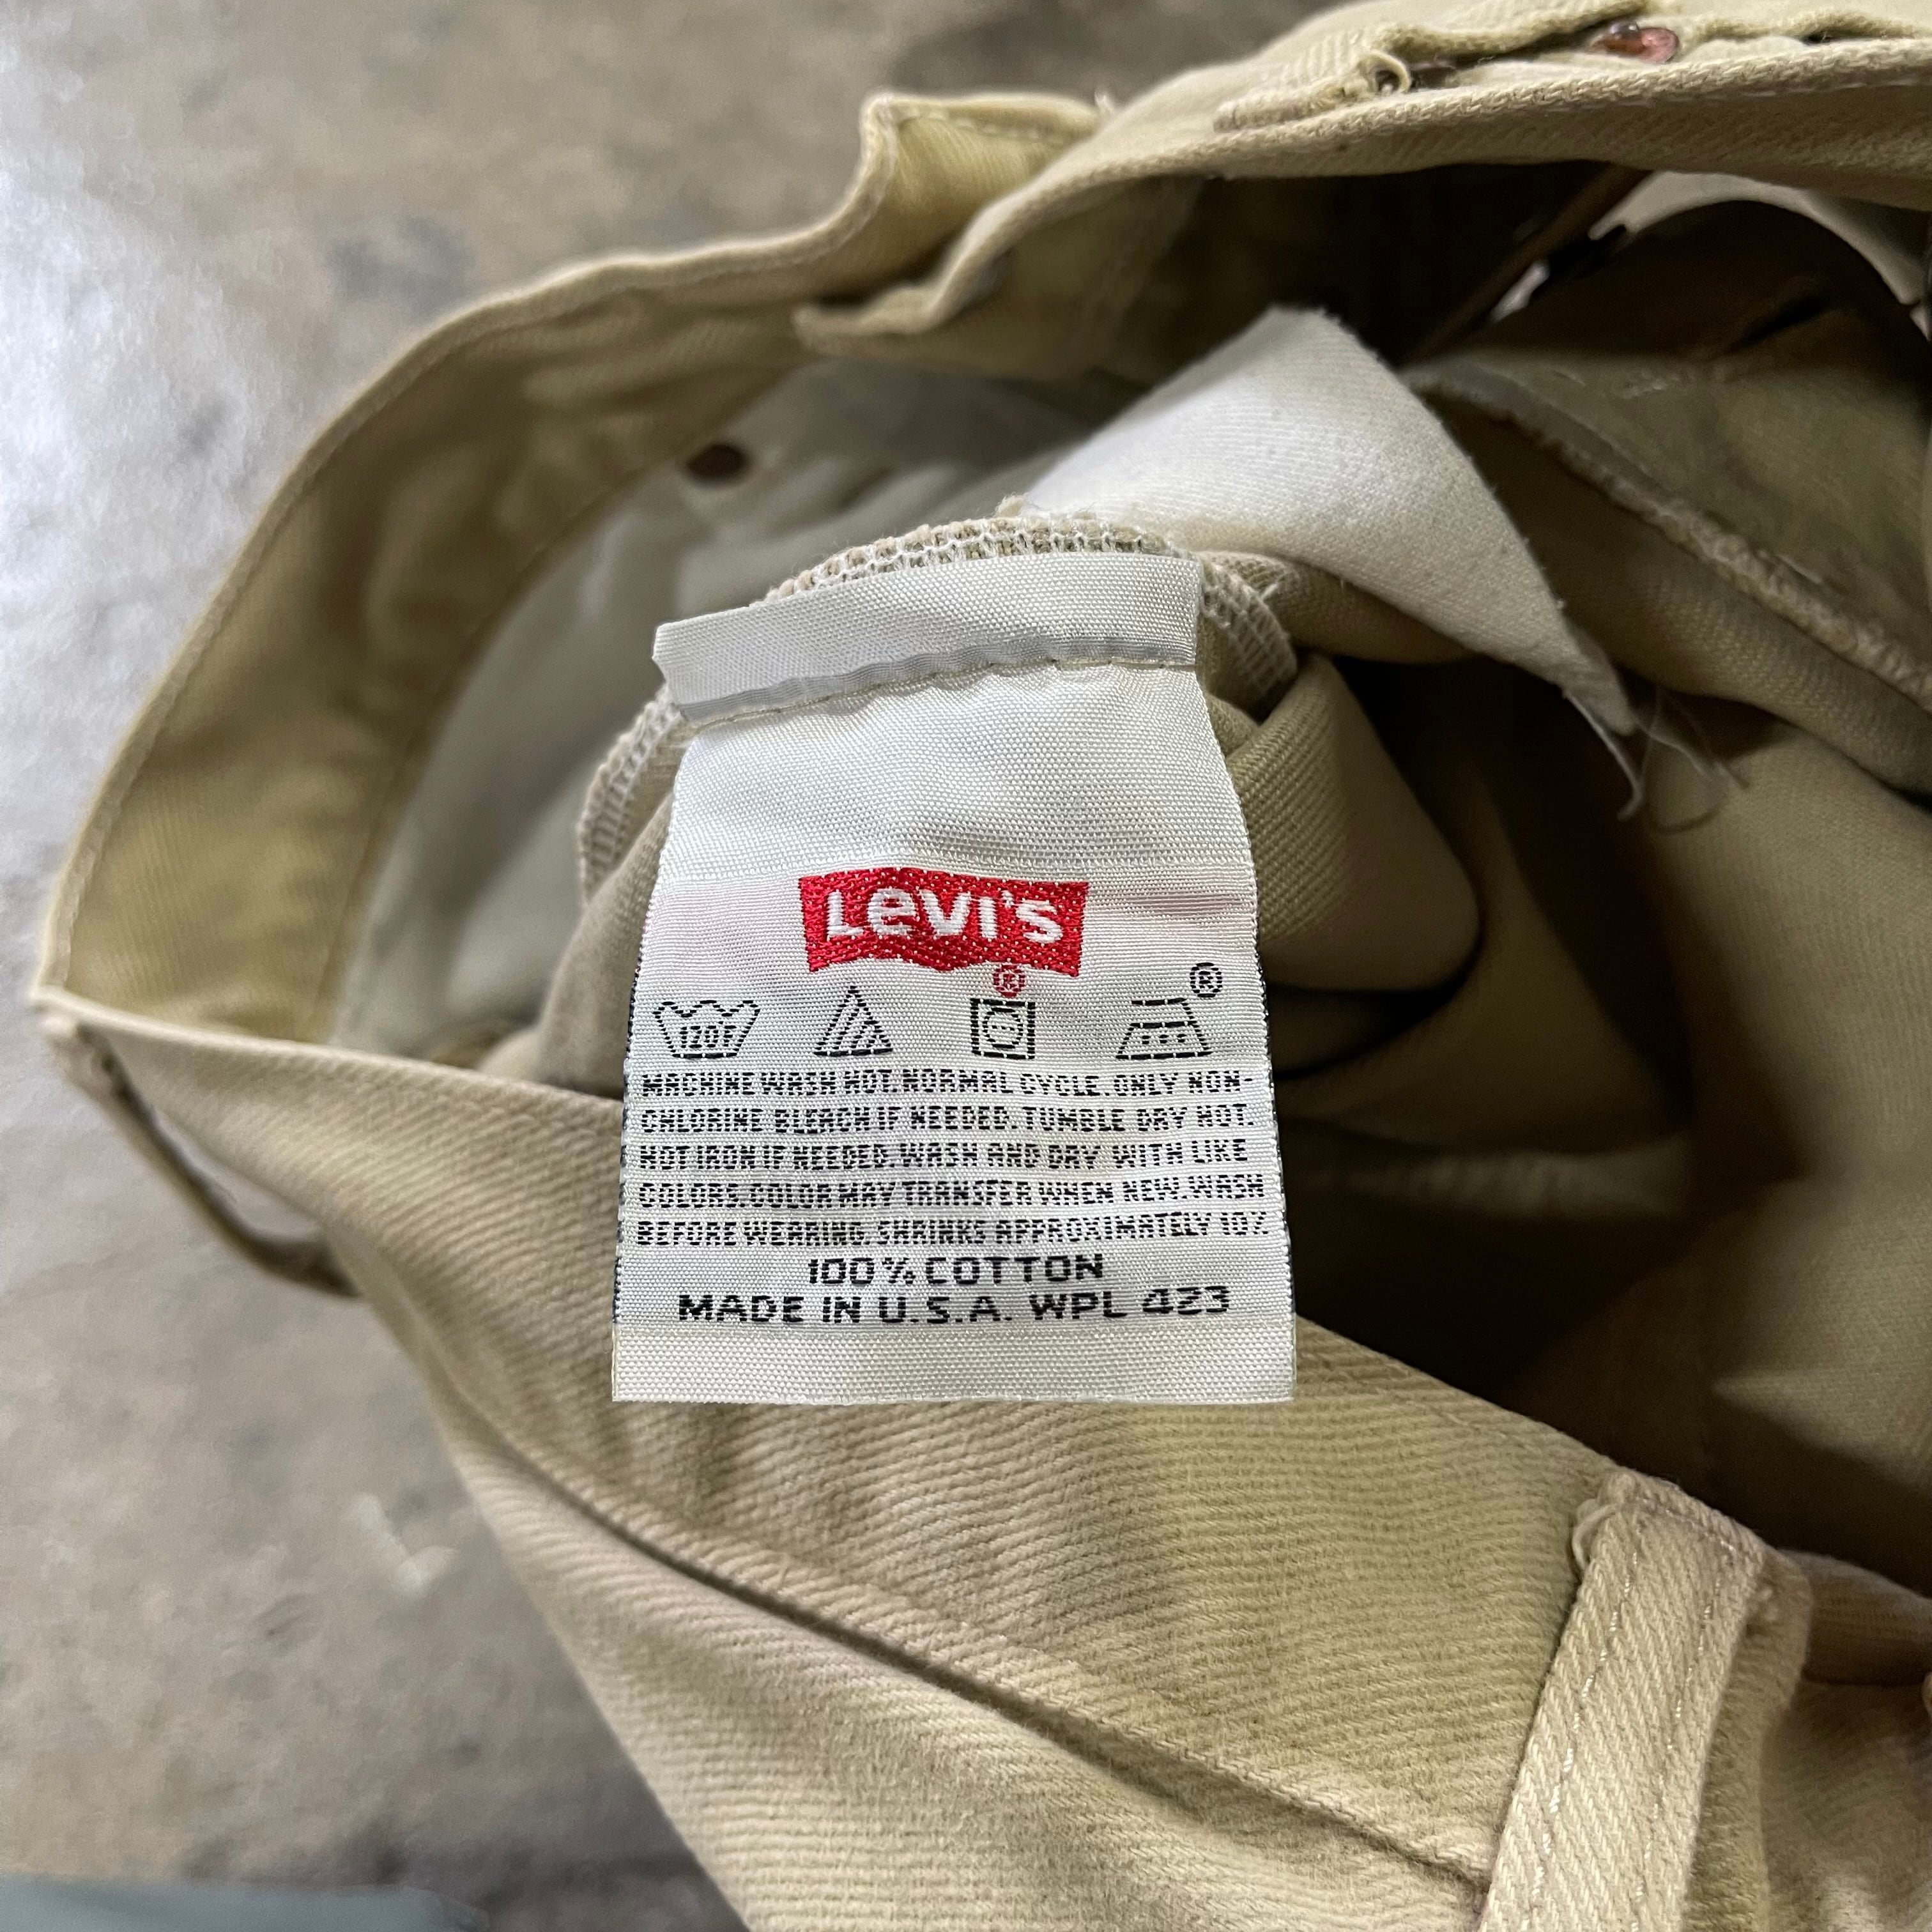 Levi's
®
®
120F
MACHINE WASH HOT. NORMAL CYCLE. ONLY NON-
CHLORINE BLEACH IF NEEDED. TUMBLE DRY HOT.
HOT IRON IF NEEDED. WASH AND DRY WITH LIKE
COLORS. COLOR MAY TRANSFER WHEN NEW. WASH
BEFORE WEARING. SHRINKS APPROXIMATELY 10%
100% COTTON
MADE IN U.S.A. WPL 423